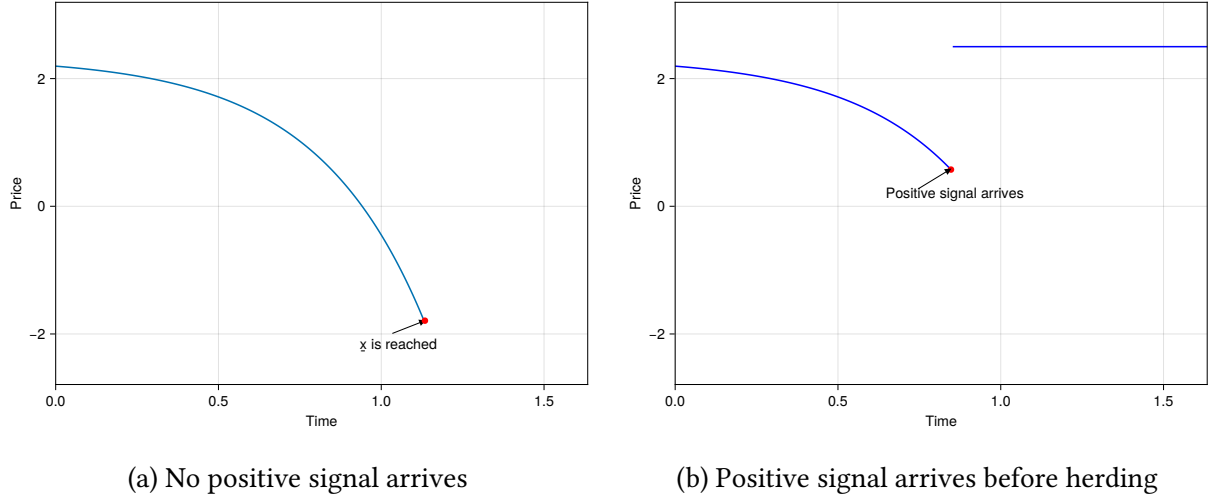 2
0
−2
Price
x̱ is reached
0.0
0.5
1.0
1.5
Time
(a) No positive signal arrives
2
0
−2
Price
Positive signal arrives
0.0
0.5
1.0
1.5
Time
(b) Positive signal arrives before herding